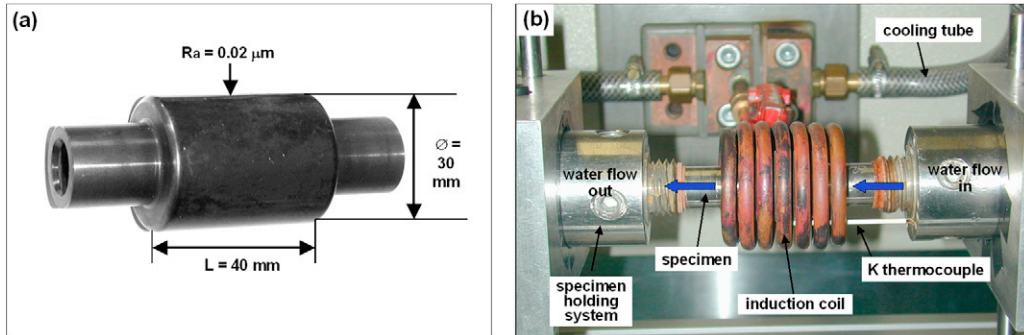 (a)
Ra = 0.02 μm
∅ =
30
mm
L = 40 mm
(b)
cooling tube
water flow
out
water flow
in
specimen
K thermocouple
specimen
holding
system
induction coil